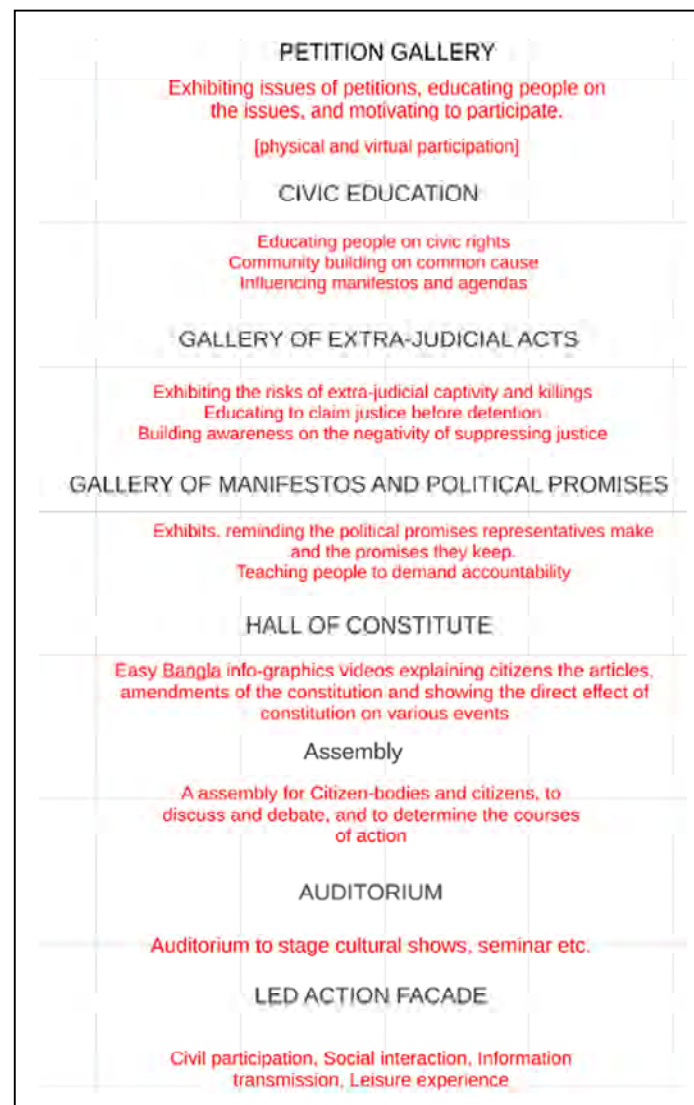 PETITION GALLERY
Exhibiting issues of petitions, educating people on
the issues, and motivating to participate.
[physical and virtual participation]
CIVIC EDUCATION
Educating people on civic rights
Community building on common cause
Influencing manifestos and agendas
GALLERY OF EXTRA-JUDICIAL ACTS
Exhibiting the risks of extra-judicial captivity and killings
Educating to claim justice before detention
Building awareness on the negativity of suppressing justice
GALLERY OF MANIFESTOS AND POLITICAL PROMISES
Exhibits. reminding the political promises representatives make
and the promises they keep.
Teaching people to demand accountability
HALL OF CONSTITUTE
Easy Bangla info-graphics videos explaining citizens the articles,
amendments of the constitution and showing the direct effect of
constitution on various events
Assembly
A assembly for Citizen-bodies and citizens, to
discuss and debate, and to determine the courses
of action
AUDITORIUM
Auditorium to stage cultural shows, seminar etc.
LED ACTION FACADE
Civil participation, Social interaction, Information
transmission, Leisure experience